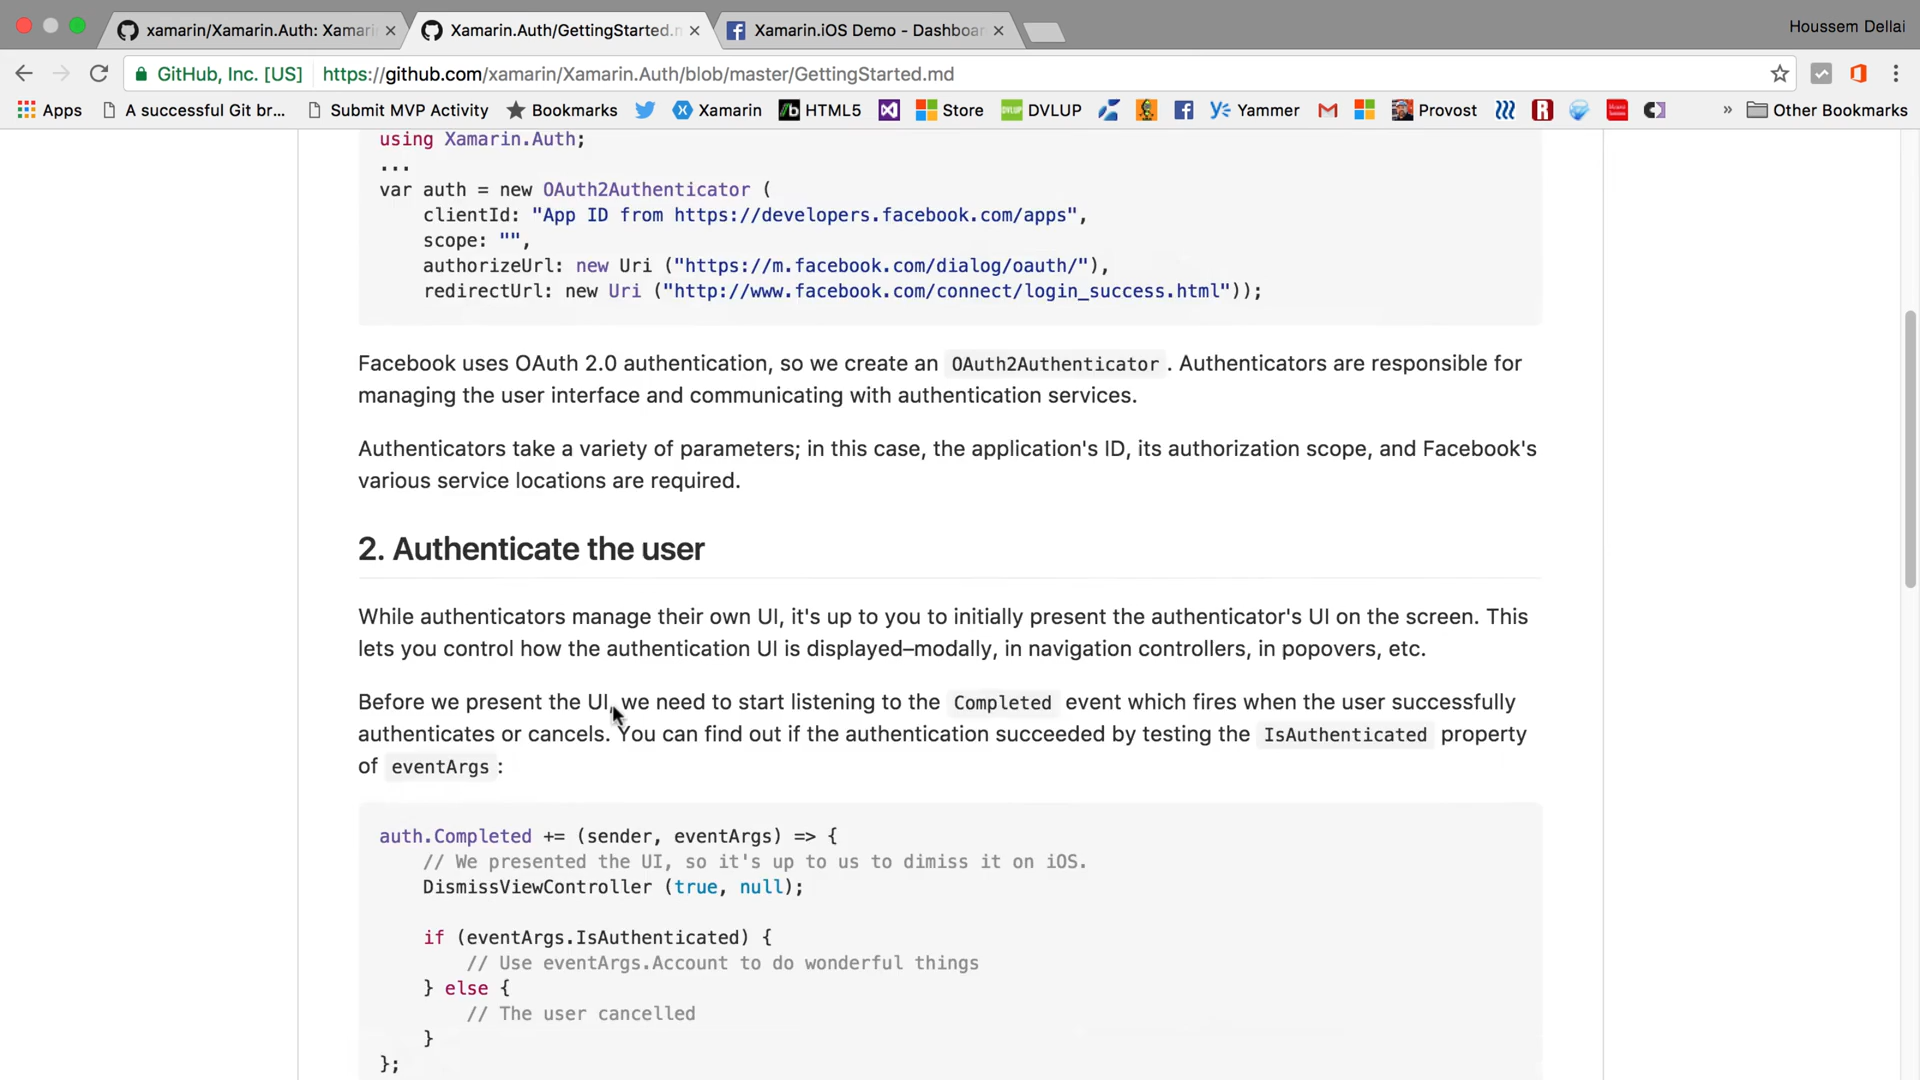 xamarin/Xamarin.Auth: Xamari
Xamarin.Auth/GettingStarted.m
Xamarin.iOS Demo - Dashboar
Houssem Dellai
GitHub, Inc. [US]
https://github.com/xamarin/Xamarin.Auth/blob/master/GettingStarted.md
Apps
A successful Git br...
Submit MVP Activity
Bookmarks
Xamarin
HTML5
Store
DVLUP
Yammer
Provost
»
Other Bookmarks
using Xamarin.Auth;
...
var auth = new OAuth2Authenticator (
clientId: "App ID from https://developers.facebook.com/apps",
scope: "",
authorizeUrl: new Uri ("https://m.facebook.com/dialog/oauth/"),
redirectUrl: new Uri ("http://www.facebook.com/connect/login_success.html"));
Facebook uses OAuth 2.0 authentication, so we create an OAuth2Authenticator . Authenticators are responsible for
managing the user interface and communicating with authentication services.
Authenticators take a variety of parameters; in this case, the application's ID, its authorization scope, and Facebook's
various service locations are required.
2. Authenticate the user
While authenticators manage their own UI, it's up to you to initially present the authenticator's UI on the screen. This
lets you control how the authentication UI is displayed–modally, in navigation controllers, in popovers, etc.
Before we present the UI, we need to start listening to the Completed event which fires when the user successfully
authenticates or cancels. You can find out if the authentication succeeded by testing the IsAuthenticated property
of eventArgs :
auth.Completed += (sender, eventArgs) => {
// We presented the UI, so it's up to us to dimiss it on iOS.
DismissViewController (true, null);
if (eventArgs.IsAuthenticated) {
// Use eventArgs.Account to do wonderful things
} else {
// The user cancelled
}
};